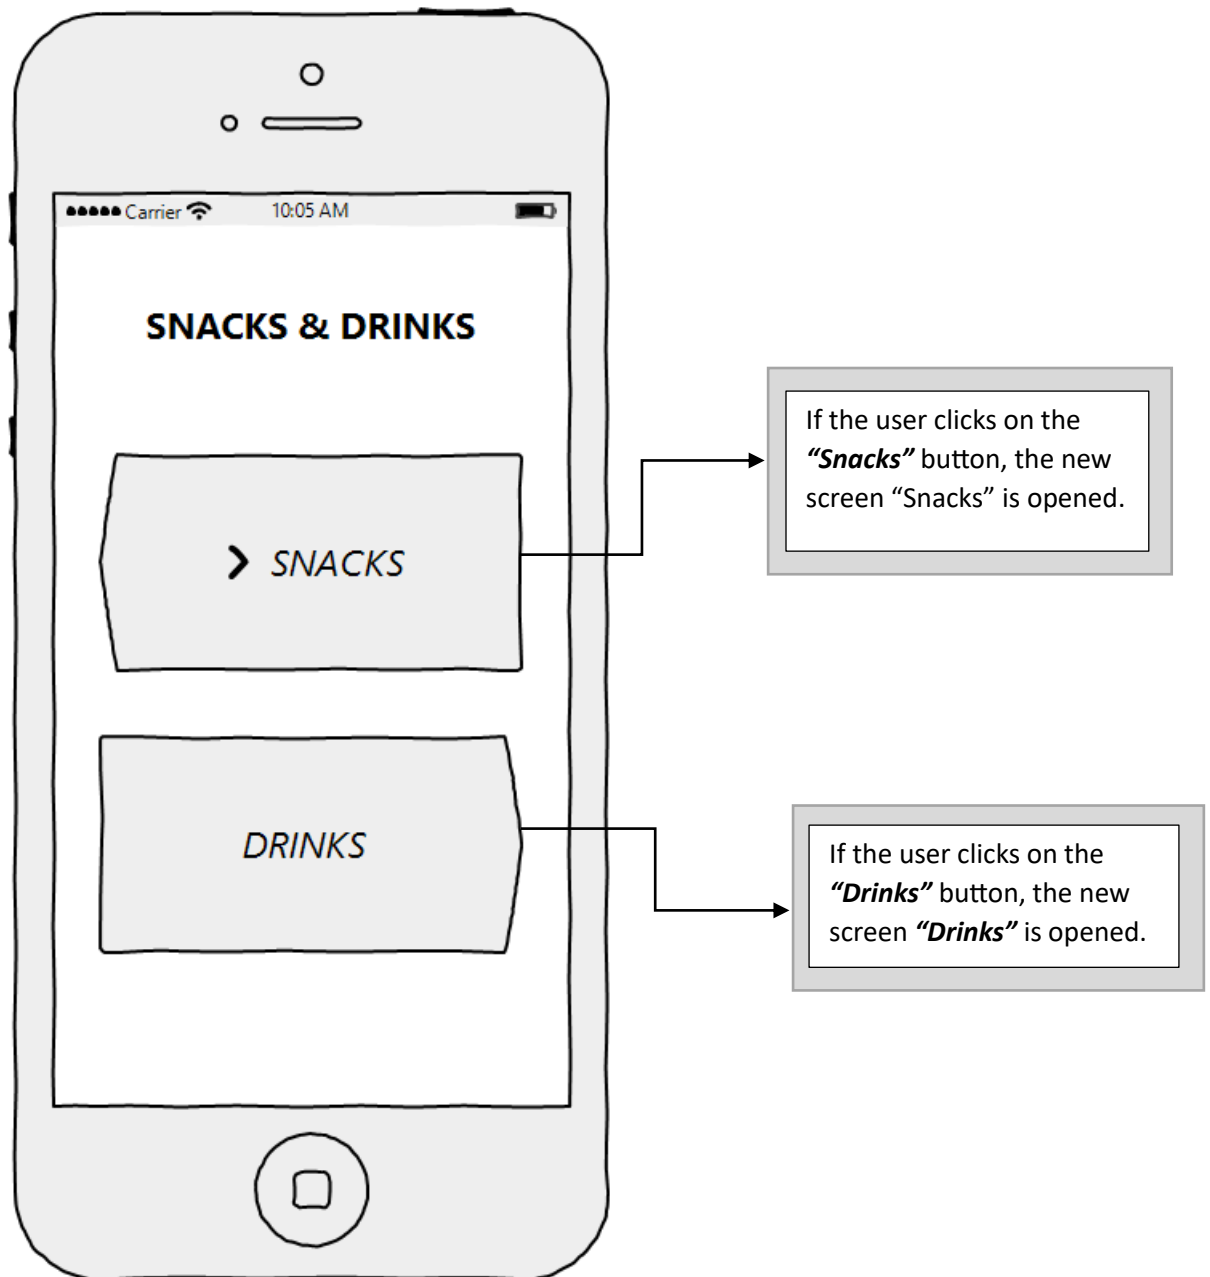 Carrier 10:05 AM
SNACKS & DRINKS
SNACKS
DRINKS
If the user clicks on the
“Snacks” button, the new
screen “Snacks” is opened.
If the user clicks on the
“Drinks” button, the new
screen “Drinks” is opened.